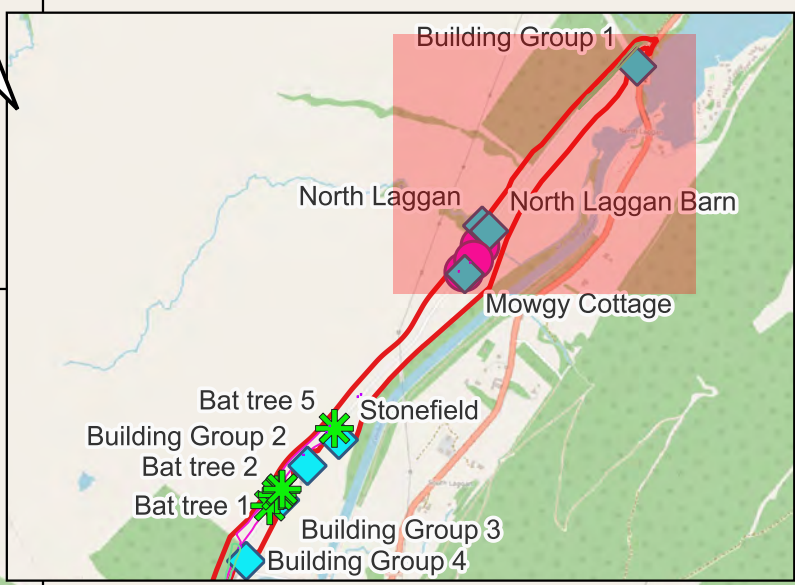 Building Group 1
North Laggan
North Laggan Barn
Mowgy Cottage
Bat tree 5
Stonefield
Building Group 2
Bat tree 2
Bat tree 1
Building Group 3
Building Group 4